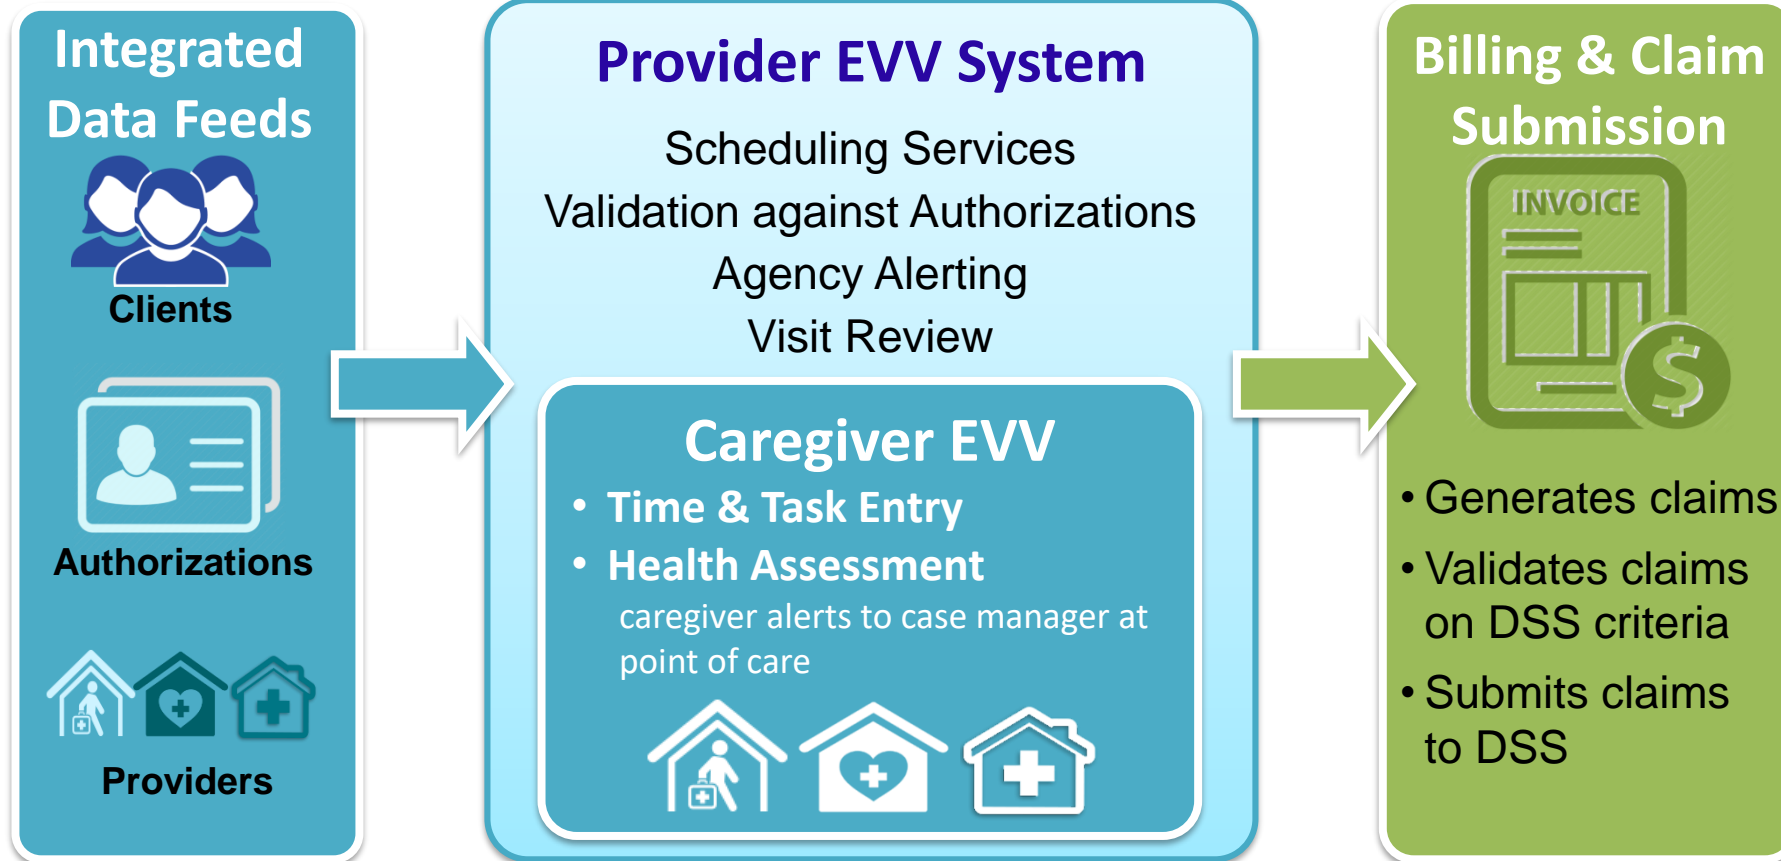 Integrated
Data Feeds
Clients
Authorizations
Providers
Provider EVV System
Scheduling Services
Validation against Authorizations
Agency Alerting
Visit Review
Caregiver EVV
• Time & Task Entry
• Health Assessment
caregiver alerts to case manager at
point of care
Billing & Claim
Submission
INVOICE
$
• Generates claims
• Validates claims
on DSS criteria
• Submits claims
to DSS